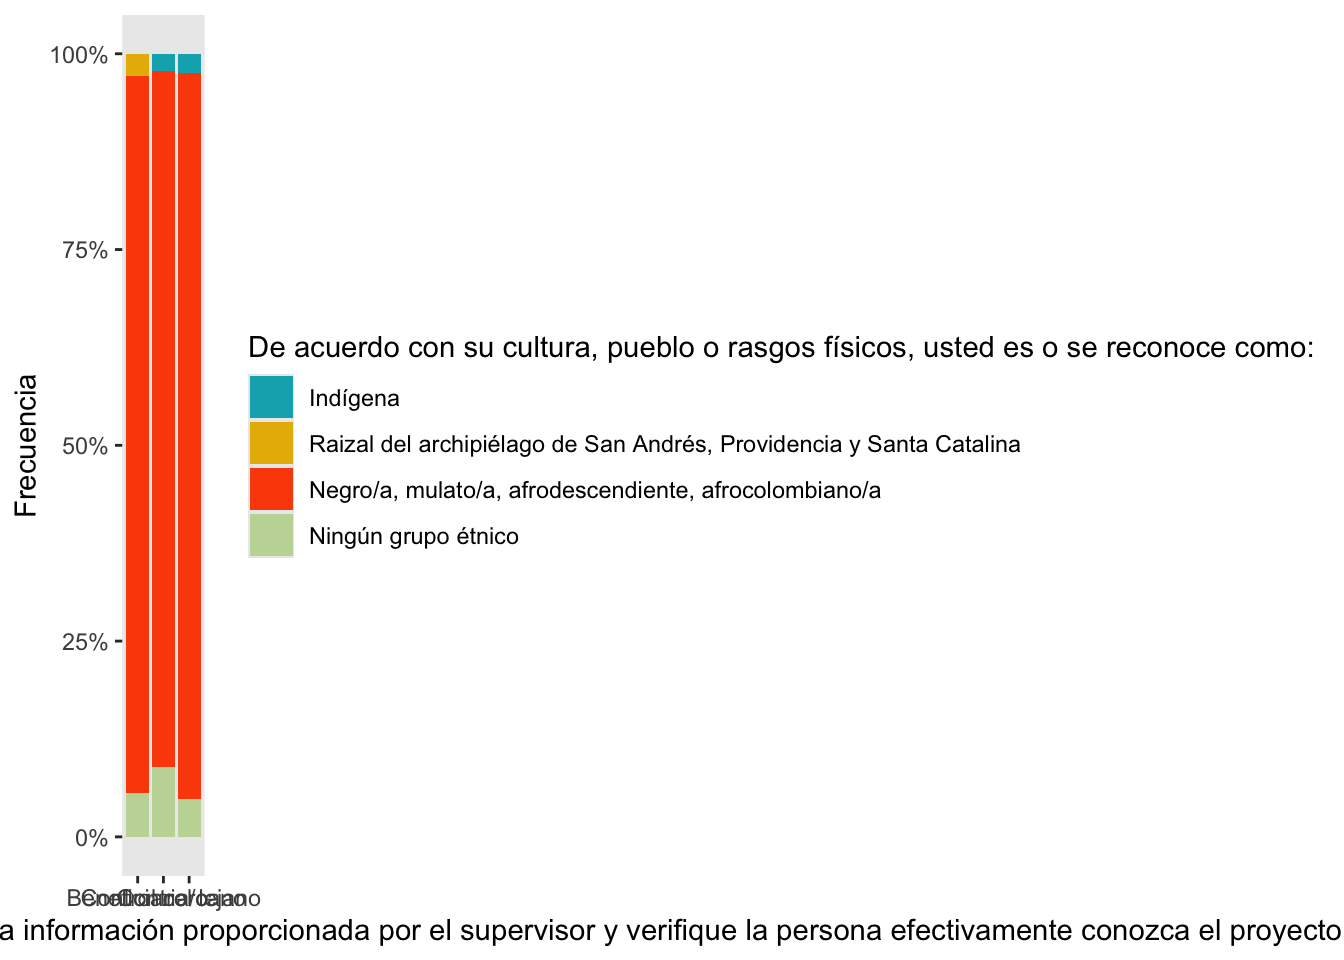 100%
75%
50%
25%
0%
Frecuencia
De acuerdo con su cultura, pueblo o rasgos físicos, usted es o se reconoce como:
Indígena
Raizal del archipiélago de San Andrés, Providencia y Santa Catalina
Negro/a, mulato/a, afrodescendiente, afrocolombiano/a
Ningún grupo étnico
a información proporcionada por el supervisor y verifique la persona efectivamente conozca el proyecto